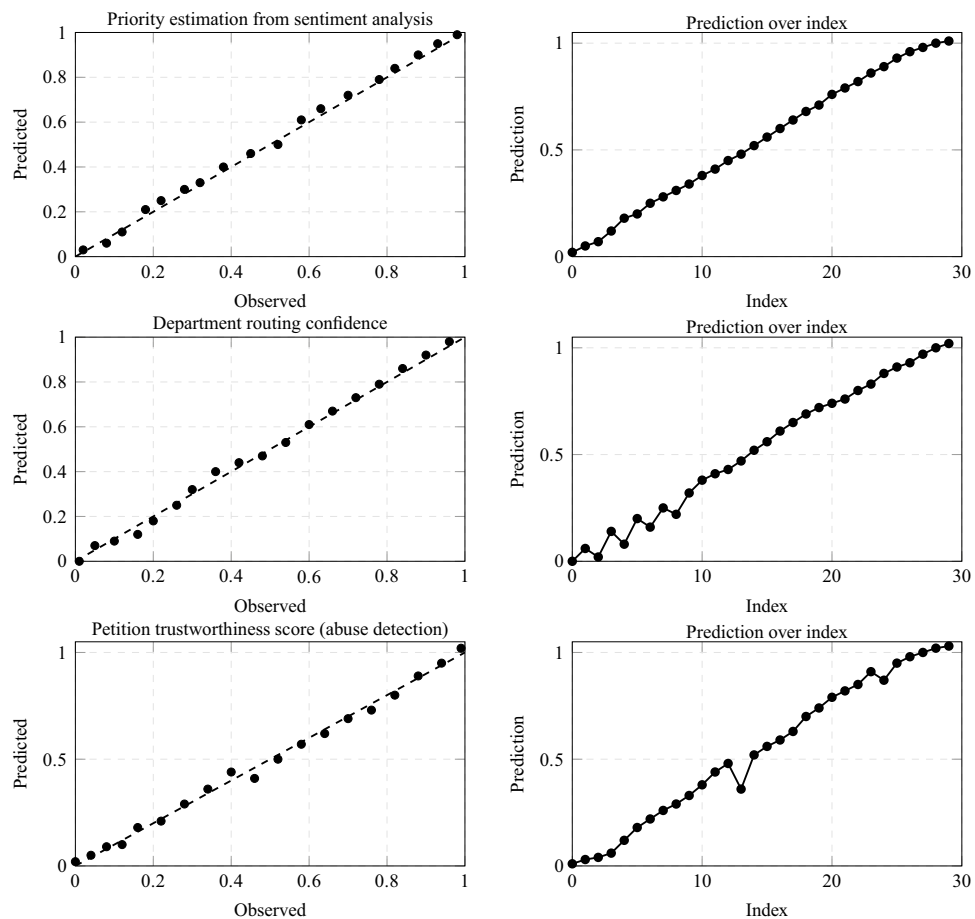 Priority estimation from sentiment analysis
Predicted
1
0.8
0.6
0.4
0.2
0
0 0.2 0.4 0.6 0.8 1
Observed
Prediction over index
Prediction
1
0.5
0 10 20 30
Index
Department routing confidence
Predicted
1
0.8
0.6
0.4
0.2
0
0 0.2 0.4 0.6 0.8 1
Observed
Prediction over index
Prediction
1
0.5
0
0 10 20 30
Index
Petition trustworthiness score (abuse detection)
Predicted
1
0.5
0
0 0.2 0.4 0.6 0.8 1
Observed
Prediction over index
Prediction
1
0.5
0
0 10 20 30
Index